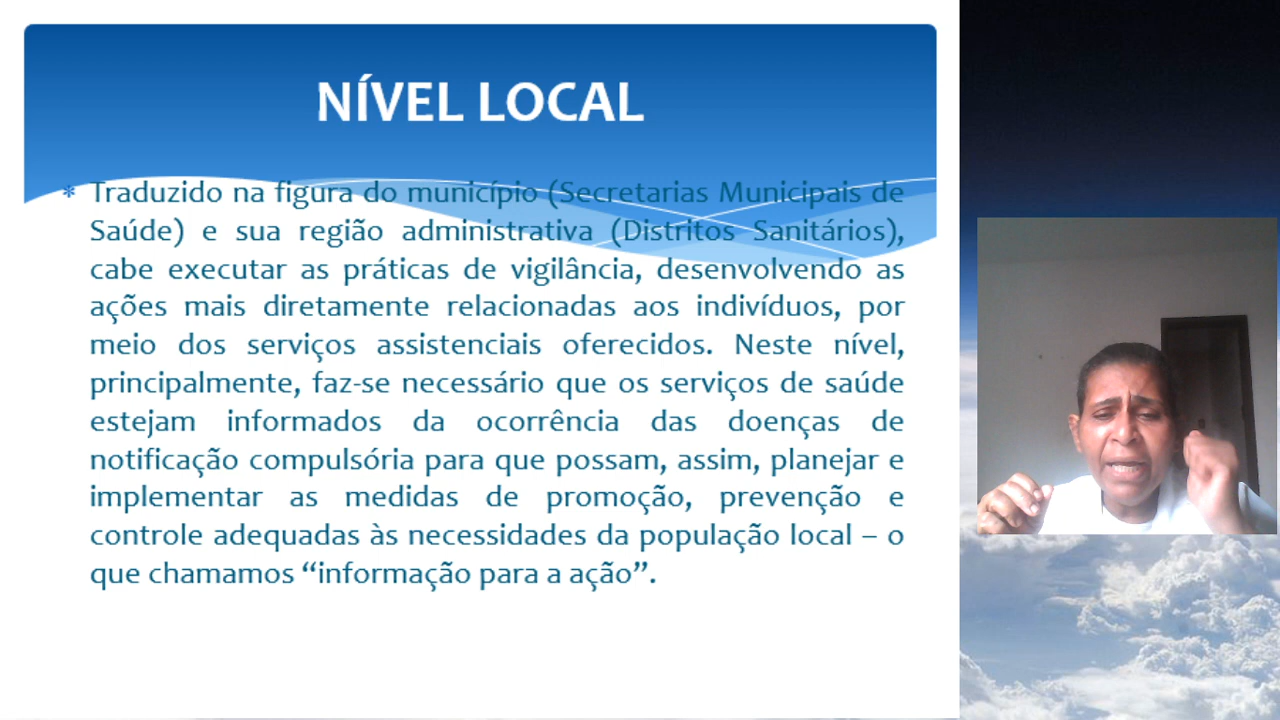 NÍVEL LOCAL
* Traduzido na figura do município (Secretarias Municipais de
Saúde) e sua região administrativa (Distritos Sanitários),
cabe executar as práticas de vigilância, desenvolvendo as
ações mais diretamente relacionadas aos indivíduos, por
meio dos serviços assistenciais oferecidos. Neste nível,
principalmente, faz-se necessário que os serviços de saúde
estejam informados da ocorrência das doenças de
notificação compulsória para que possam, assim, planejar e
implementar as medidas de promoção, prevenção e
controle adequadas às necessidades da população local – o
que chamamos “informação para a ação”.